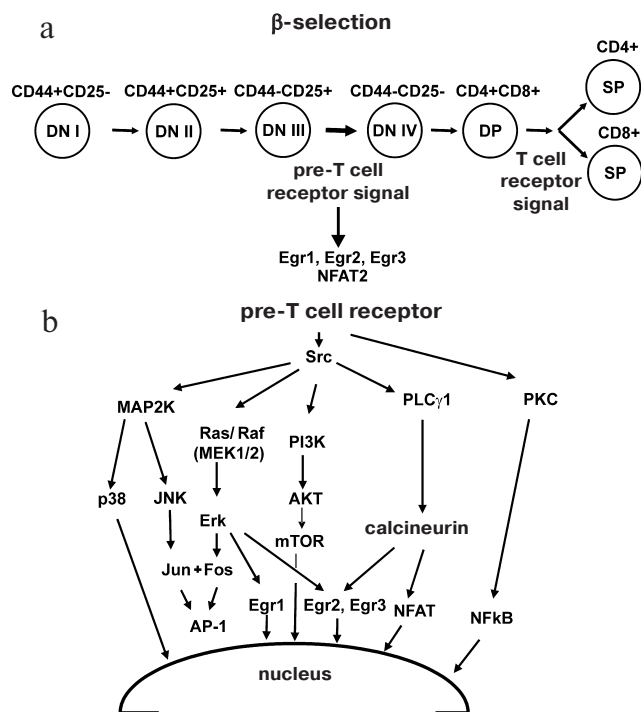 a
β-selection
CD44+CD25- CD44+CD25+ CD44-CD25+ CD44-CD25- CD4+CD8+ CD4+
DN I DN II DN III DN IV DP SP
CD8+
SP
pre-T cell
receptor signal
T cell
receptor
signal
Egr1, Egr2, Egr3
NFAT2
b
pre-T cell receptor
Src
MAP2K PLCγ1 PKC
Ras/ Raf
(MEK1/2)
PI3K
p38 JNK Erk AKT calcineurin
mTOR
Jun+Fos
AP-1
Egr1 Egr2, Egr3 NFAT NFkB
nucleus